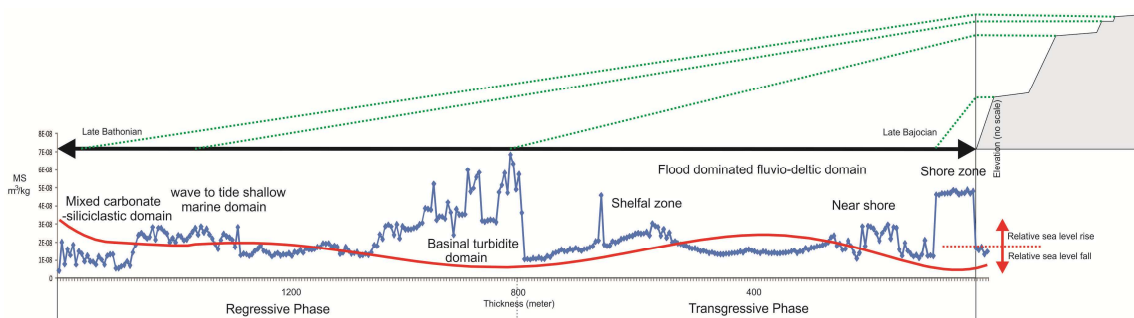 Late Bathonian
Late Bajocian
Elevation (no scale)
8E-08
7E-08
6E-08
5E-08
4E-08
3E-08
2E-08
1E-08
0
MS
m³/kg
Flood dominated fluvio-deltic domain
Shore zone
Mixed carbonate
-siliciclastic domain
wave to tide shallow
marine domain
Basinal turbidite
domain
Shelfal zone
Near shore
Relative sea level rise
Relative sea level fall
1200
800
400
Regressive Phase
Thickness (meter)
Transgressive Phase